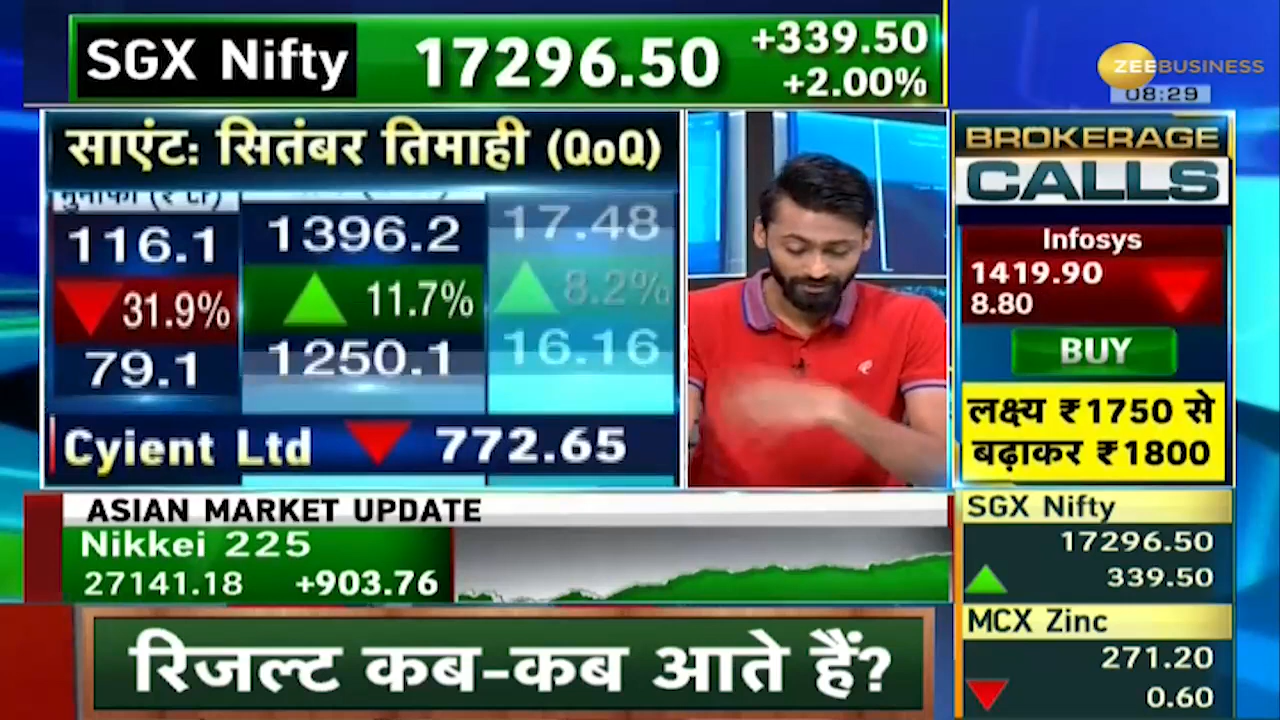 SGX Nifty
17296.50
+339.50
+2.00%
ZEEBUSINESS
08:29
साएंट: सितंबर तिमाही (QoQ)
116.1
1396.2
17.48
31.9%
11.7%
8.2%
79.1
1250.1
16.16
Cyient Ltd
772.65
BROKERAGE
CALLS
Infosys
1419.90
8.80
BUY
लक्ष्य ₹1750 से
बढ़ाकर ₹1800
ASIAN MARKET UPDATE
Nikkei 225
27141.18 +903.76
SGX Nifty
17296.50
339.50
MCX Zinc
271.20
0.60
रिजल्ट कब-कब आते हैं?